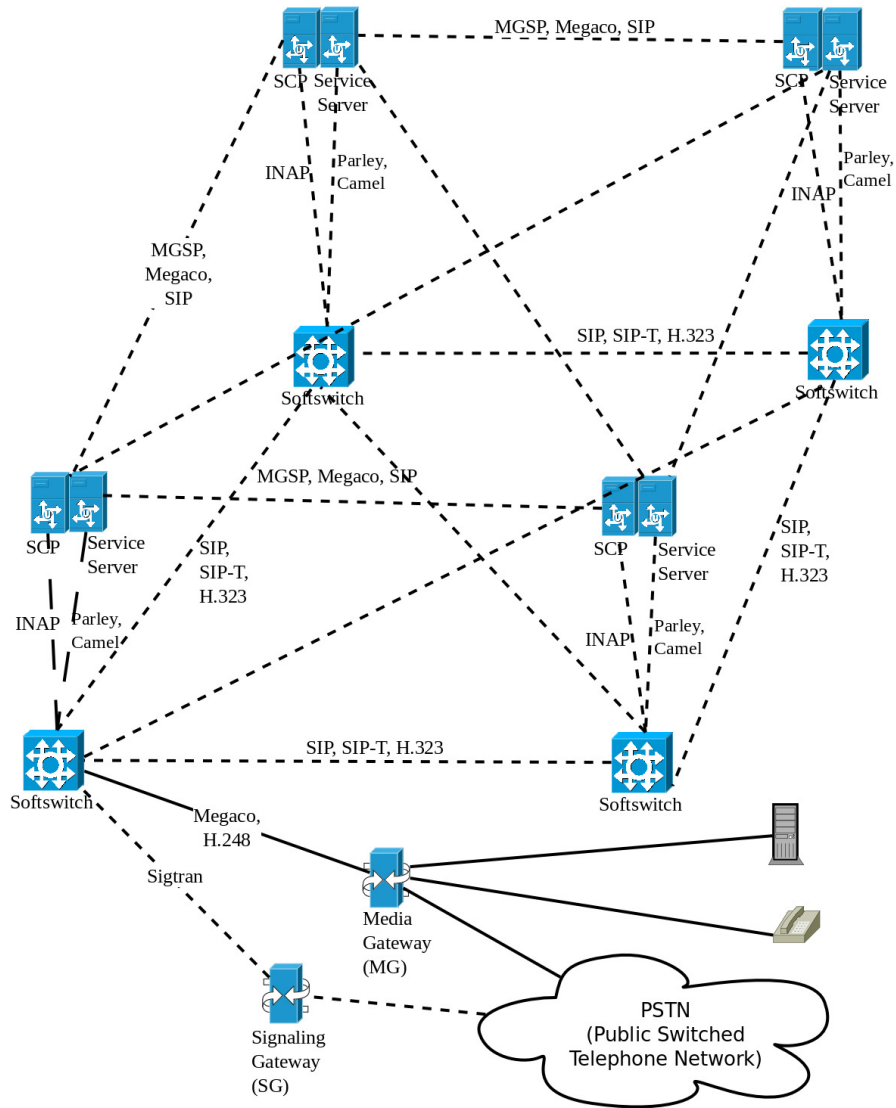 MGSP, Megaco, SIP
SCP
Service
Server
SCP
Service
Server
INAP
Parley,
Camel
Parley,
Camel
INAP
MGSP,
Megaco,
SIP
SIP, SIP-T, H.323
Softswitch
Softswitch
MGSP, Megaco, SIP
SCP
Service
Server
SIP,
SIP-T,
H.323
SCP
Service
Server
SIP,
SIP-T,
H.323
INAP
Parley,
Camel
INAP
Parley,
Camel
SIP, SIP-T, H.323
Softswitch
Softswitch
Megaco,
H.248
Sigtran
Media
Gateway
(MG)
Signaling
Gateway
(SG)
PSTN
(Public Switched
Telephone Network)